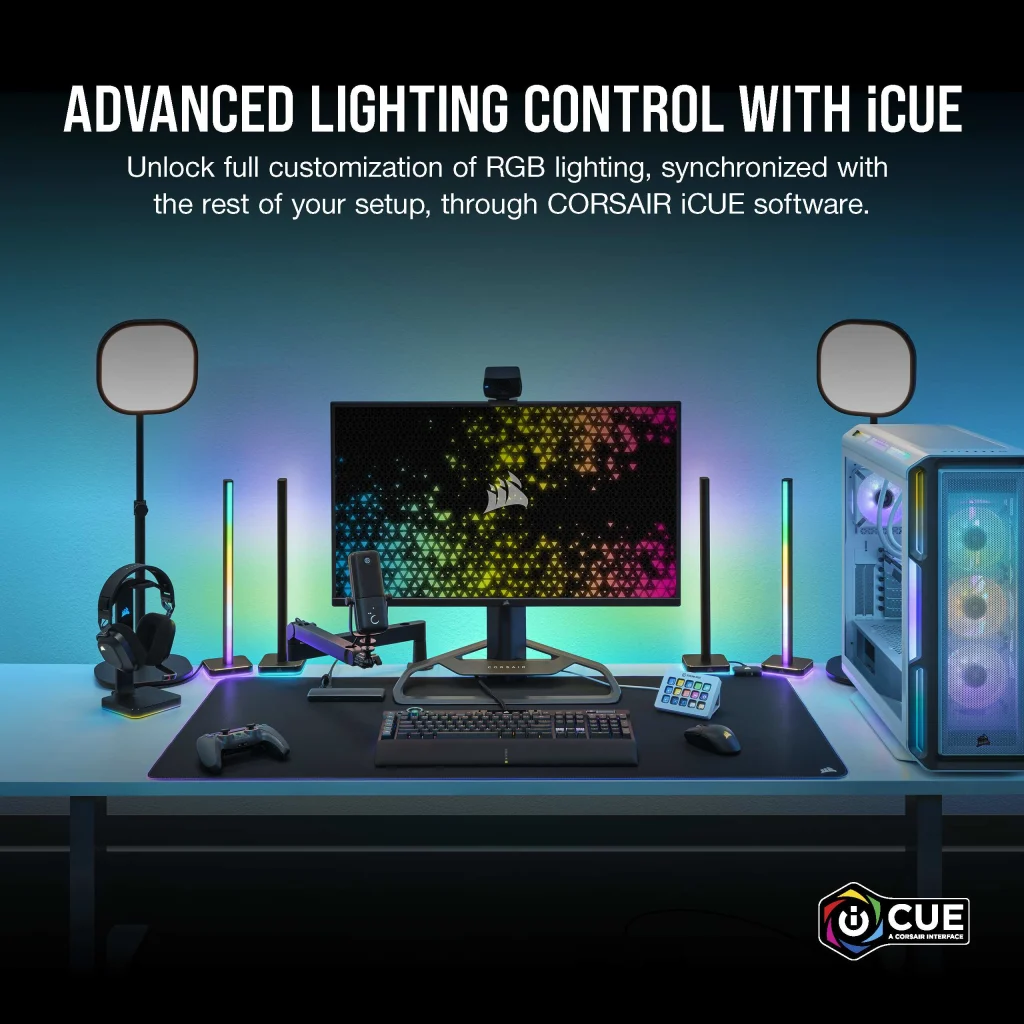 ADVANCED LIGHTING CONTROL WITH iCUE
Unlock full customization of RGB lighting, synchronized with
the rest of your setup, through CORSAIR iCUE software.
CORSAIR
iCUE
A CORSAIR INTERFACE